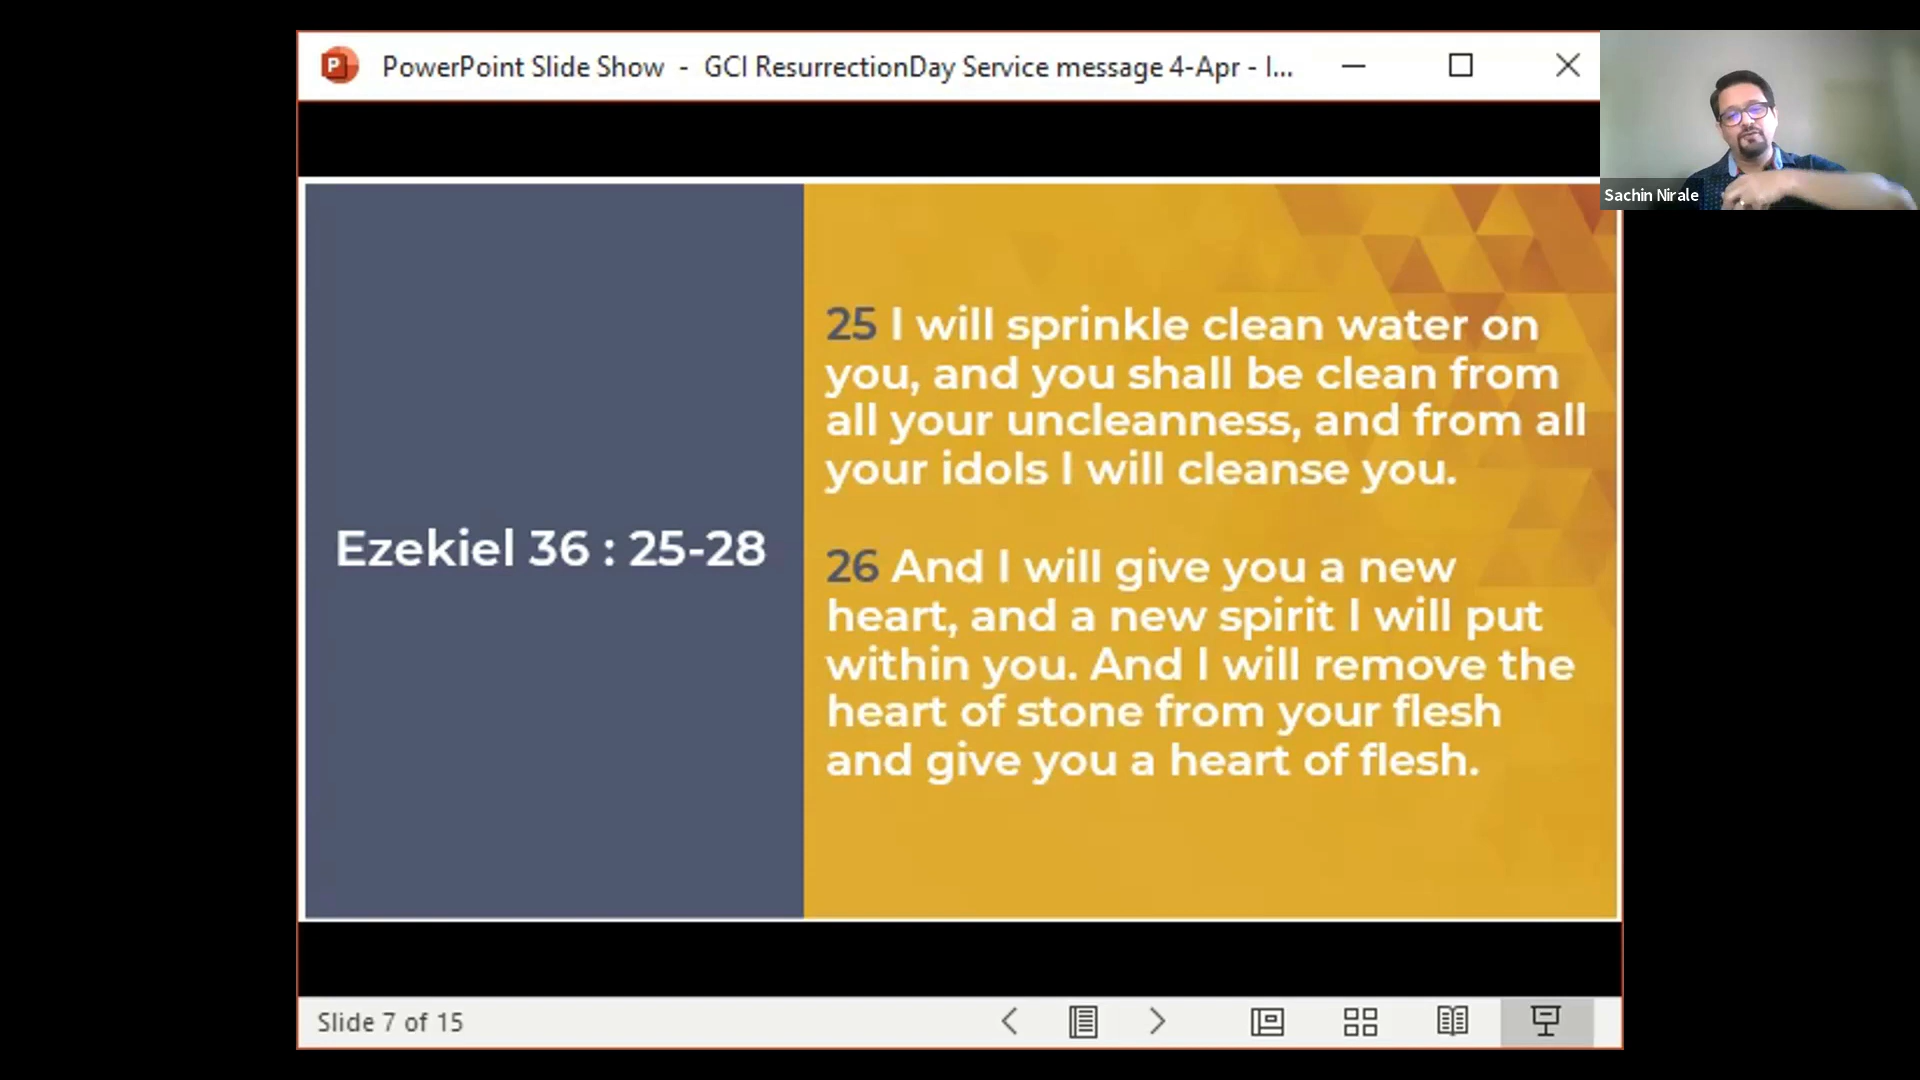 PowerPoint Slide Show - GCI ResurrectionDay Service message 4-Apr - I...
Sachin Nirale
Ezekiel 36 : 25-28
25 I will sprinkle clean water on
you, and you shall be clean from
all your uncleanness, and from all
your idols I will cleanse you.
26 And I will give you a new
heart, and a new spirit I will put
within you. And I will remove the
heart of stone from your flesh
and give you a heart of flesh.
Slide 7 of 15